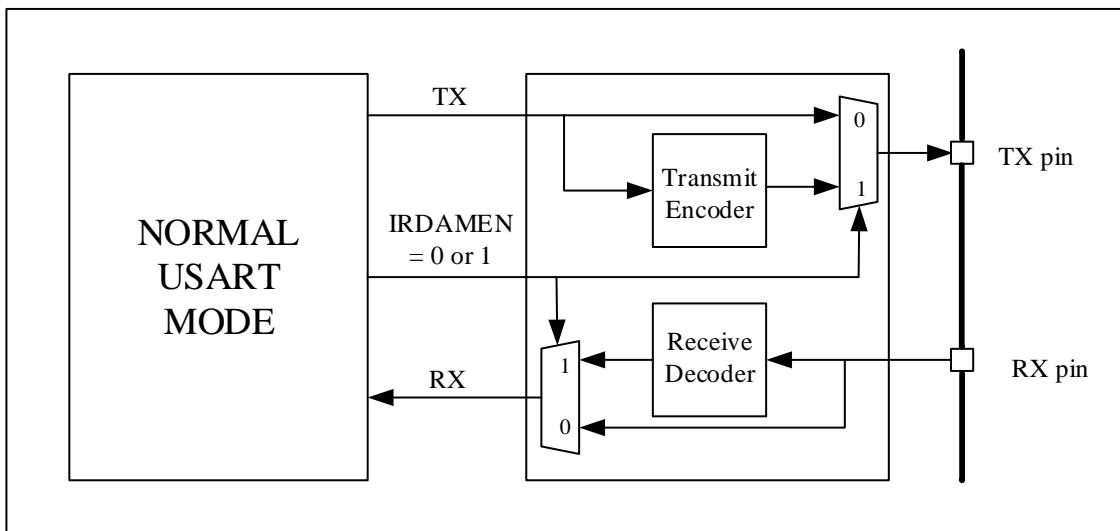 TX
0
Transmit
Encoder
1
TX pin
NORMAL
USART
MODE
IRDAMEN
= 0 or 1
Receive
Decoder
1
RX
0
RX pin